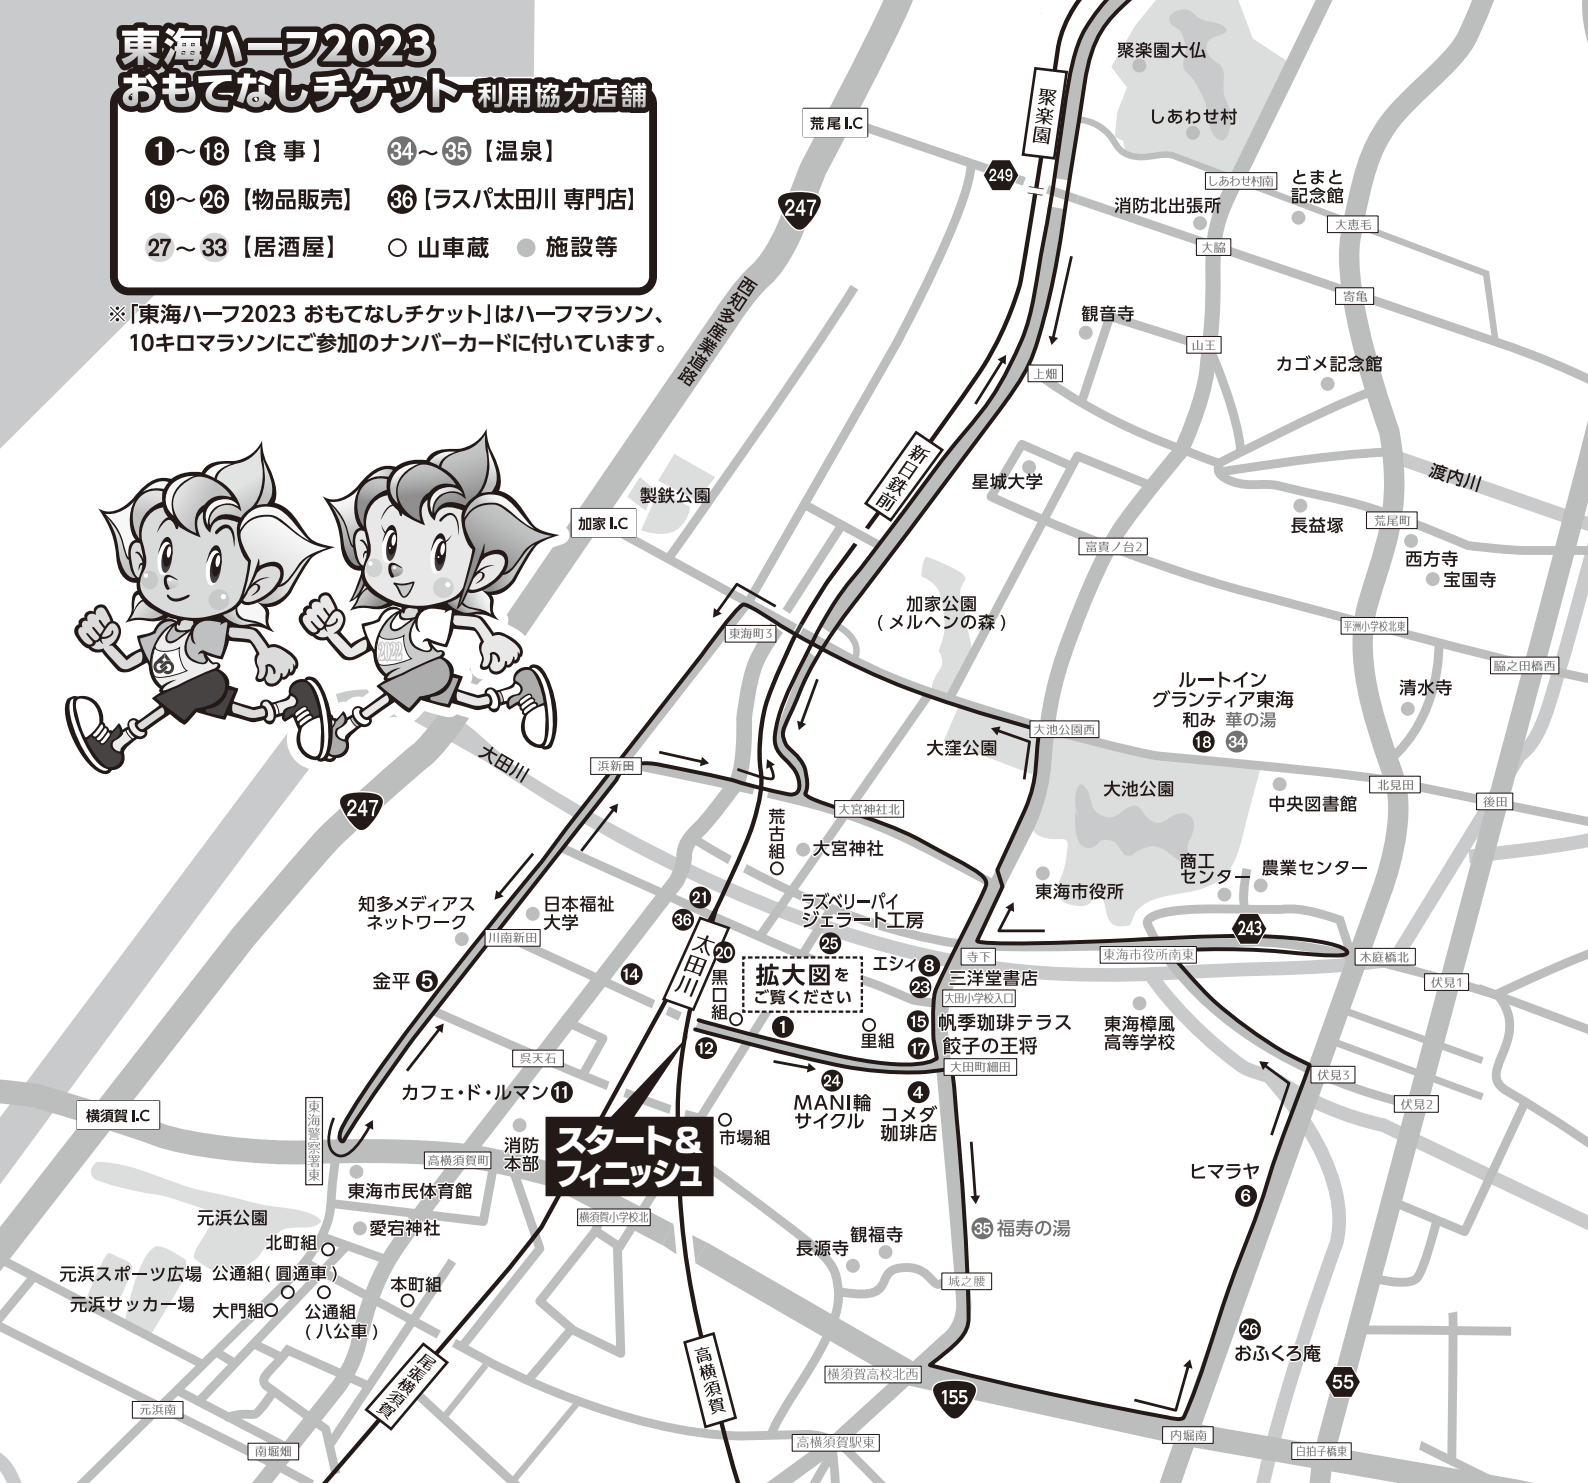 東海ハーフ2023
おもてなしチケット 利用協力店舗
1～18【食事】
34～35【温泉】
19～26【物品販売】
36【ラスパ太田川 専門店】
27～33【居酒屋】
○ 山車蔵 ● 施設等
※「東海ハーフ2023 おもてなしチケット」はハーフマラソン、
10キロマラソンにご参加のナンバーカードに付いています。
聚楽園大仏
しあわせ村
聚楽園
荒尾I.C
249
しあわせ村南
とまと
記念館
消防北出張所
大恵毛
247
大脇
西知多産業道路
寄亀
観音寺
山王
カゴメ記念館
上畑
新日鉄前
星城大学
渡内川
製鉄公園
加家I.C
長益塚
荒尾町
富貴ノ台2
西方寺
宝国寺
2022
加家公園
(メルヘンの森)
東海町3
平洲小学校北東
脇之田橋西
ルートイン
グランティア東海
和み 華の湯
18 34
清水寺
大池公園西
大窪公園
大田川
浜新田
大池公園
北見田
中央図書館
後田
247
大宮神社北
荒古組
大宮神社
商工
センター
農業センター
東海市役所
知多メディアス
ネットワーク
日本福祉
大学
21
36
ラズベリーパイ
ジェラート工房
25
243
川南新田
太田川
20
寺下
東海市役所南東
木庭橋北
金平 5
14
黒口組
拡大図を
ご覧ください
エシィ 8
23 三洋堂書店
伏見1
大田小学校入口
1
里組
15 帆季珈琲テラス
東海樟風
高等学校
12
17 餃子の王将
呉天石
大田町細田
伏見3
カフェ・ド・ルマン 11
24
MANI輪
サイクル
4
コメダ
珈琲店
伏見2
横須賀I.C
東海警察署東
市場組
スタート&
フィニッシュ
消防
本部
高横須賀町
東海市民体育館
ヒマラヤ
6
元浜公園
愛宕神社
横須賀小学校北
35 福寿の湯
北町組
長源寺
観福寺
元浜スポーツ広場
公通組(圓通車)
城之腰
元浜サッカー場
大門組
公通組
(八公車)
本町組
26
おふくろ庵
尾張横須賀
高横須賀
横須賀高校北西
155
55
元浜南
内堀南
南堀畑
高横須賀駅東
白拍子橋東